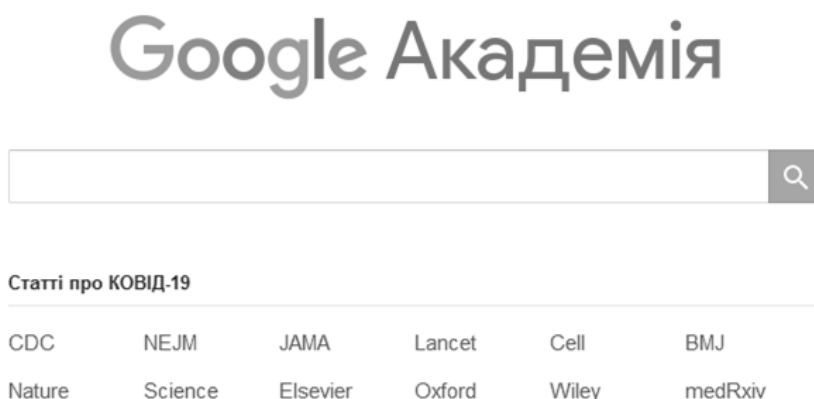 Google Академія
Статті про КОВІД-19
CDC NEJM JAMA Lancet Cell BMJ
Nature Science Elsevier Oxford Wiley medRxiv